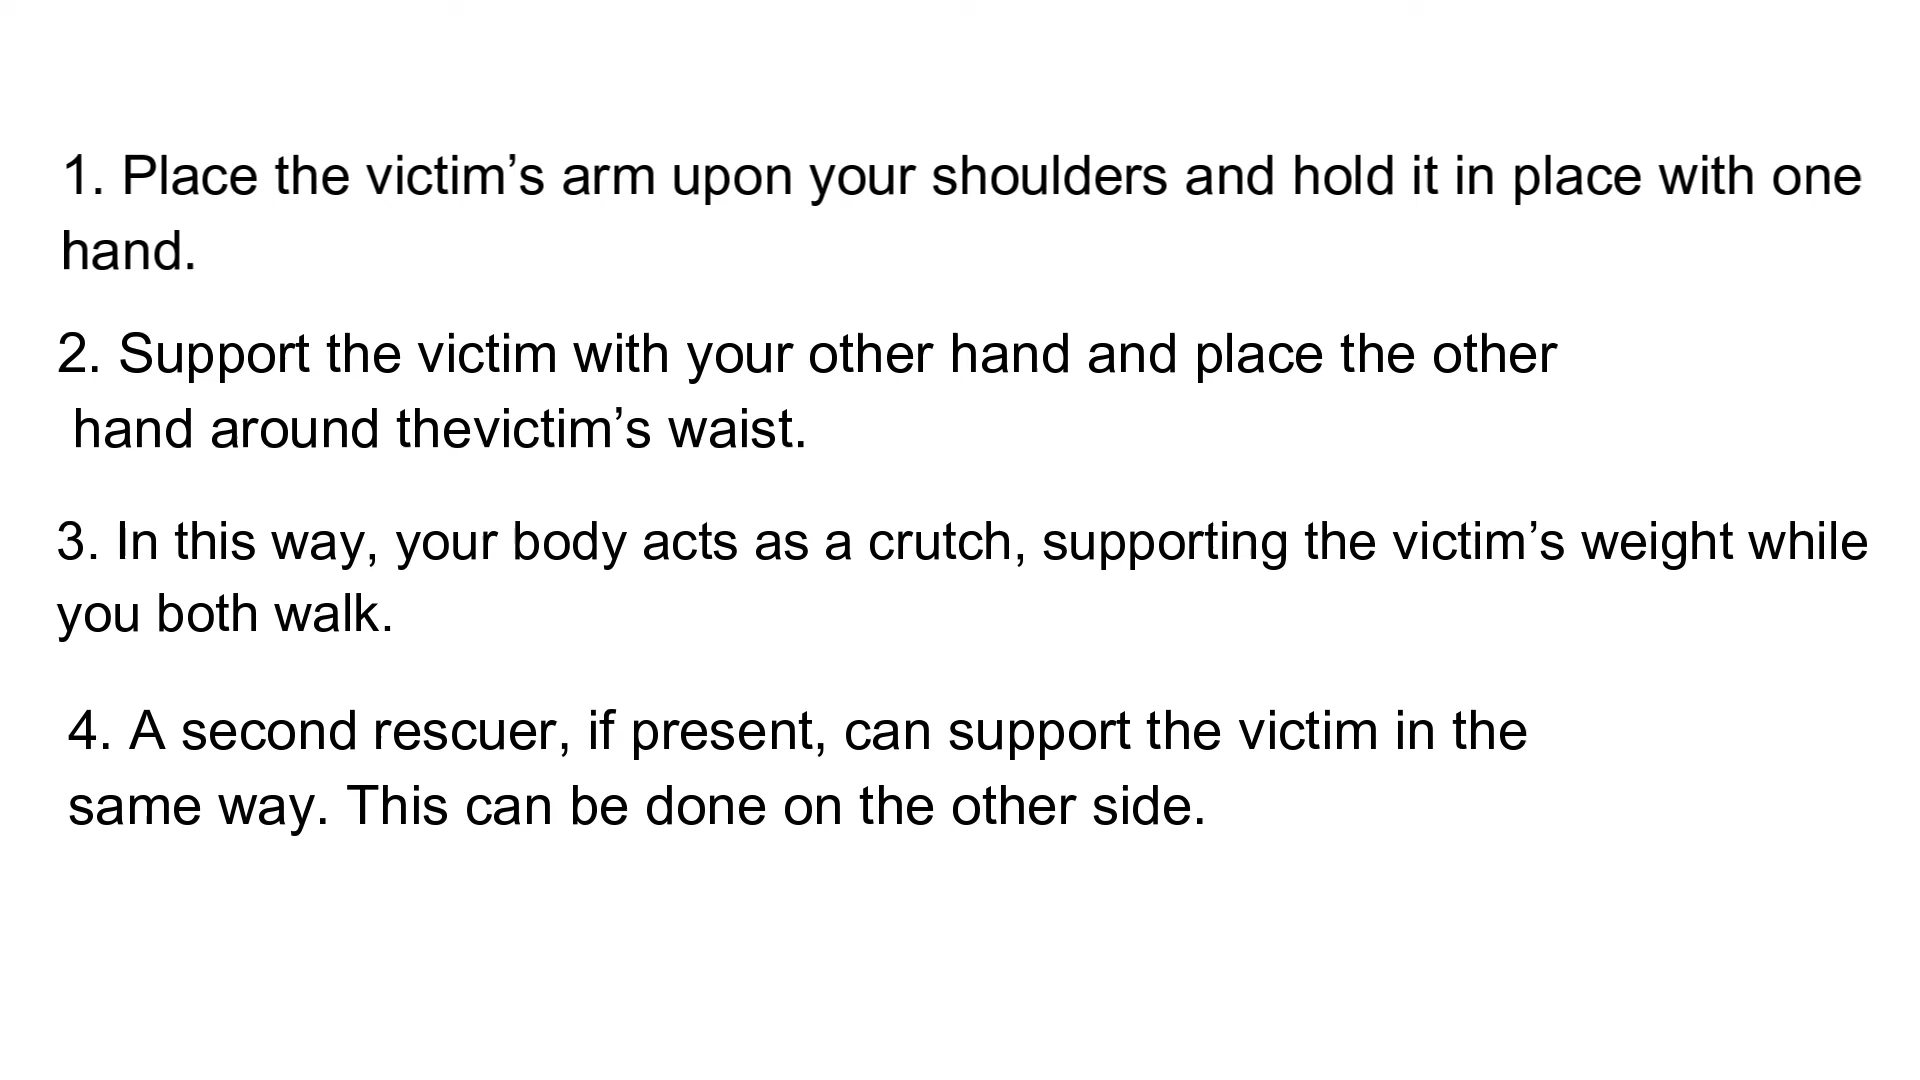 1. Place the victim’s arm upon your shoulders and hold it in place with one
hand.
2. Support the victim with your other hand and place the other
hand around thevictim’s waist.
3. In this way, your body acts as a crutch, supporting the victim’s weight while
you both walk.
4. A second rescuer, if present, can support the victim in the
same way. This can be done on the other side.